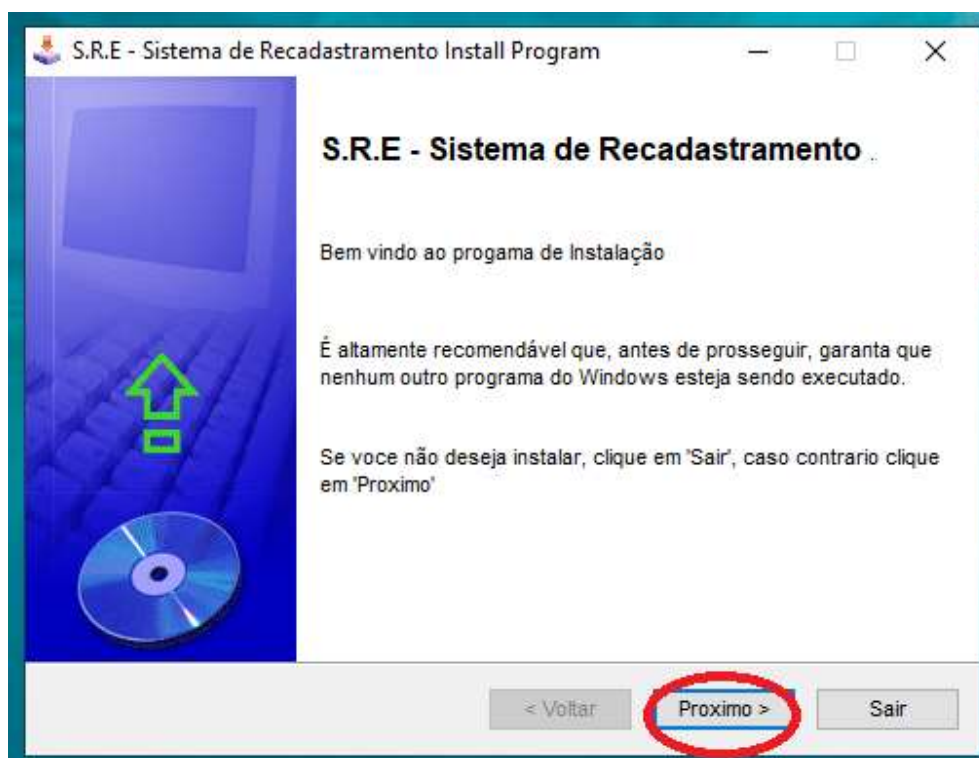 S.R.E - Sistema de Recadastramento Install Program
S.R.E - Sistema de Recadastramento .
Bem vindo ao progama de Instalação
É altamente recomendável que, antes de prosseguir, garanta que
nenhum outro programa do Windows esteja sendo executado.
Se voce não deseja instalar, clique em 'Sair', caso contrario clique
em 'Proximo'
< Voltar
Proximo >
Sair